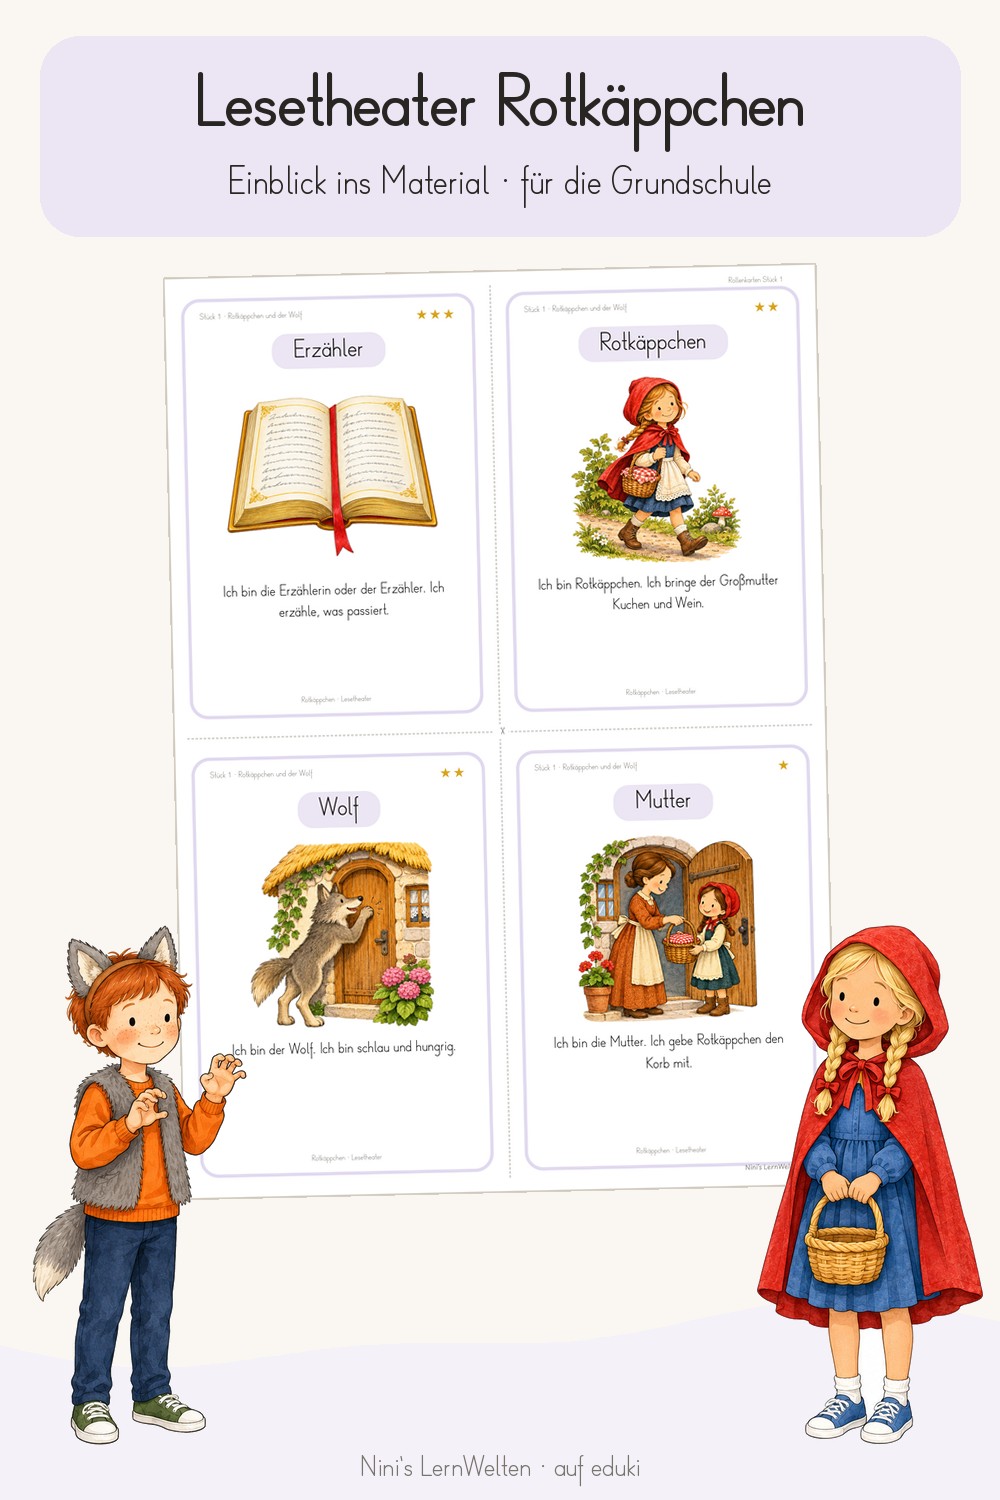 Lesetheater Rotkäppchen
Einblick ins Material · für die Grundschule
Rollenkarten Stück 1
Stück 1 - Rotkäppchen und der Wolf
★★★
Erzähler
Ich bin die Erzählerin oder der Erzähler. Ich
erzähle, was passiert.
Rotkäppchen - Lesetheater
Stück 1 - Rotkäppchen und der Wolf
★★
Rotkäppchen
Ich bin Rotkäppchen. Ich bringe der Großmutter
Kuchen und Wein.
Rotkäppchen - Lesetheater
Stück 1 - Rotkäppchen und der Wolf
★★
Wolf
Ich bin der Wolf. Ich bin schlau und hungrig.
Rotkäppchen - Lesetheater
Stück 1 - Rotkäppchen und der Wolf
★
Mutter
Ich bin die Mutter. Ich gebe Rotkäppchen den
Korb mit.
Rotkäppchen - Lesetheater
Nini's LernWel
Nini's LernWelten · auf eduki